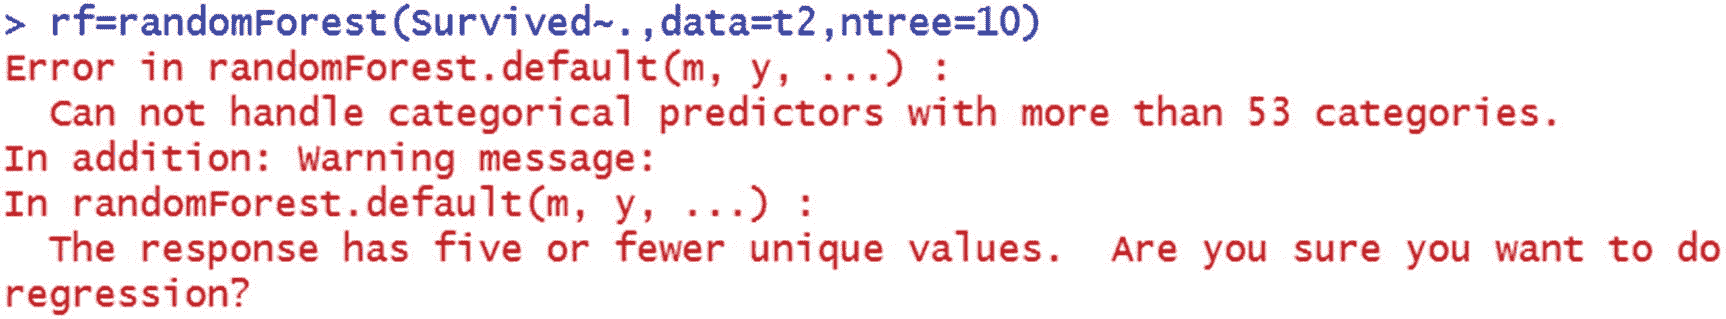 > rf=randomForest(Survived~.,data=t2,ntree=10)
Error in randomForest.default(m, y, ...) :
  Can not handle categorical predictors with more than 53 categories.
In addition: Warning message:
In randomForest.default(m, y, ...) :
  The response has five or fewer unique values.  Are you sure you want to do
regression?